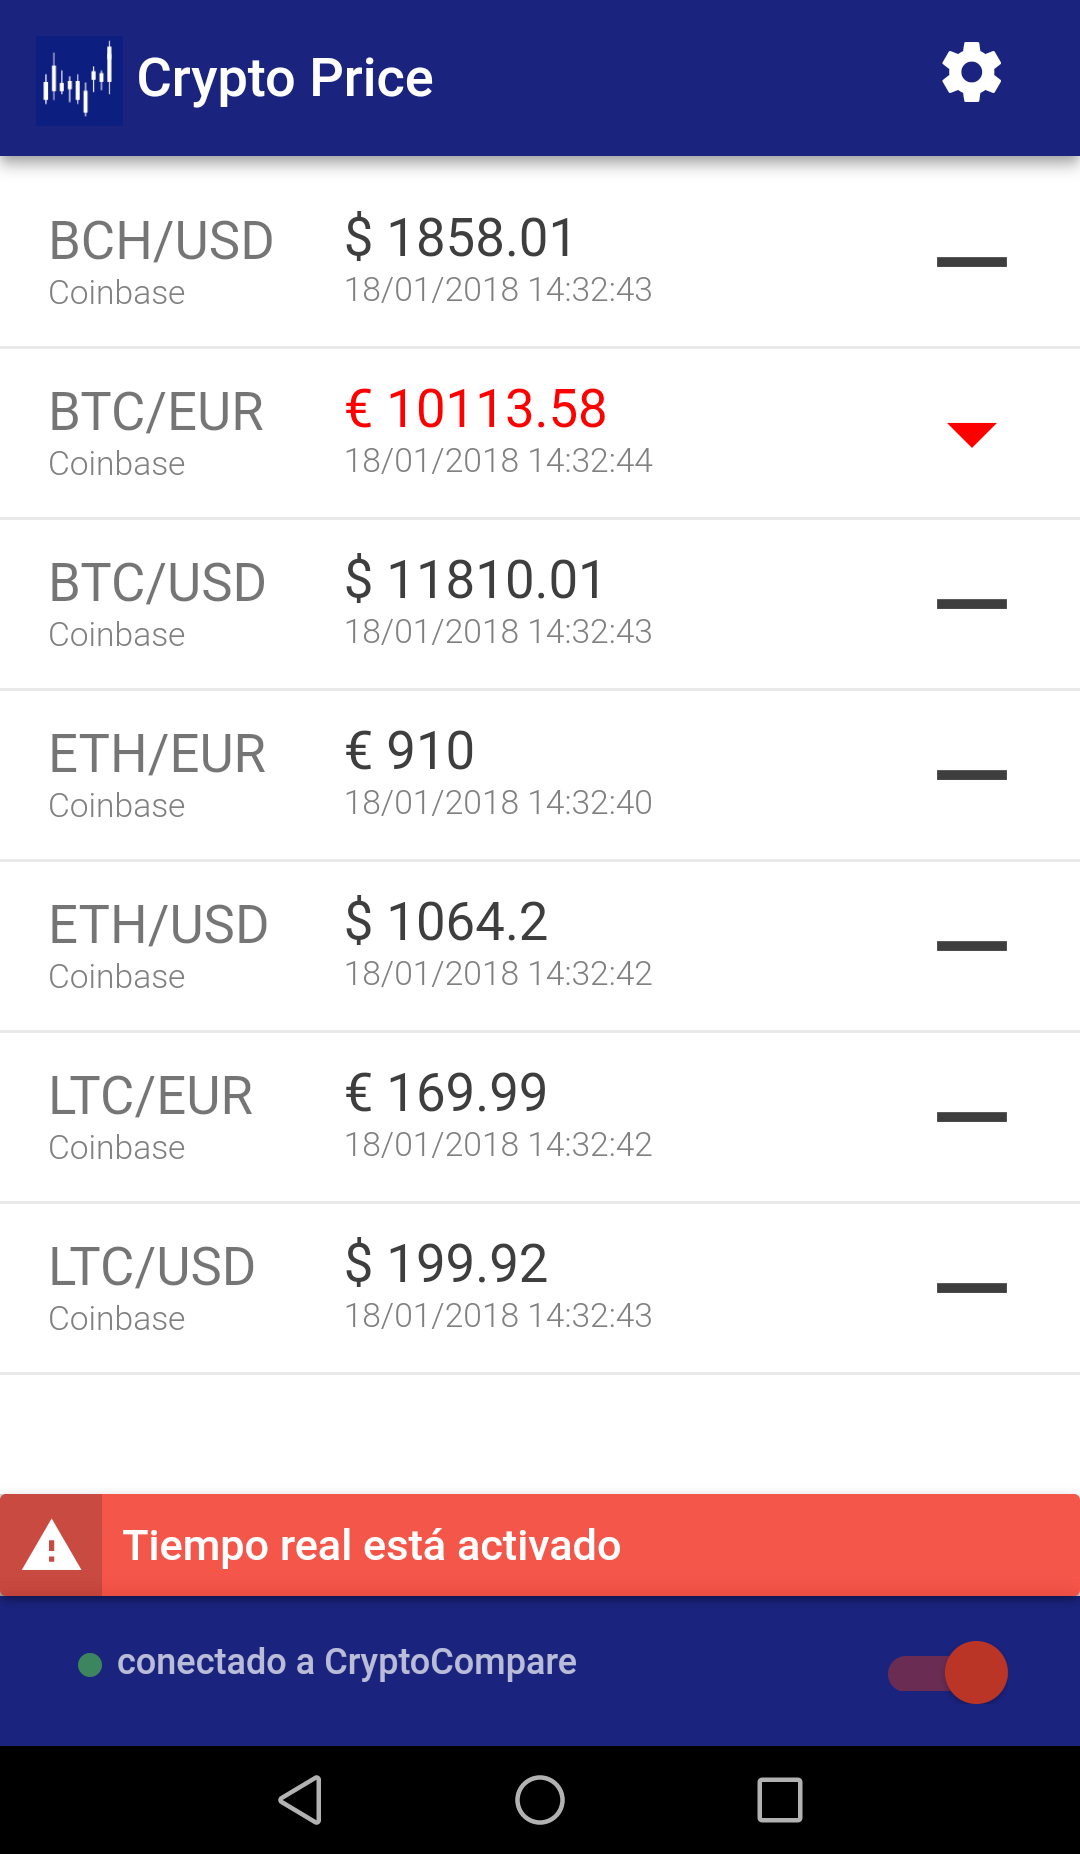 Crypto Price
BCH/USD $ 1858.01
Coinbase 18/01/2018 14:32:43
BTC/EUR € 10113.58
Coinbase 18/01/2018 14:32:44
BTC/USD $ 11810.01
Coinbase 18/01/2018 14:32:43
ETH/EUR € 910
Coinbase 18/01/2018 14:32:40
ETH/USD $ 1064.2
Coinbase 18/01/2018 14:32:42
LTC/EUR € 169.99
Coinbase 18/01/2018 14:32:42
LTC/USD $ 199.92
Coinbase 18/01/2018 14:32:43
Tiempo real está activado
conectado a CryptoCompare